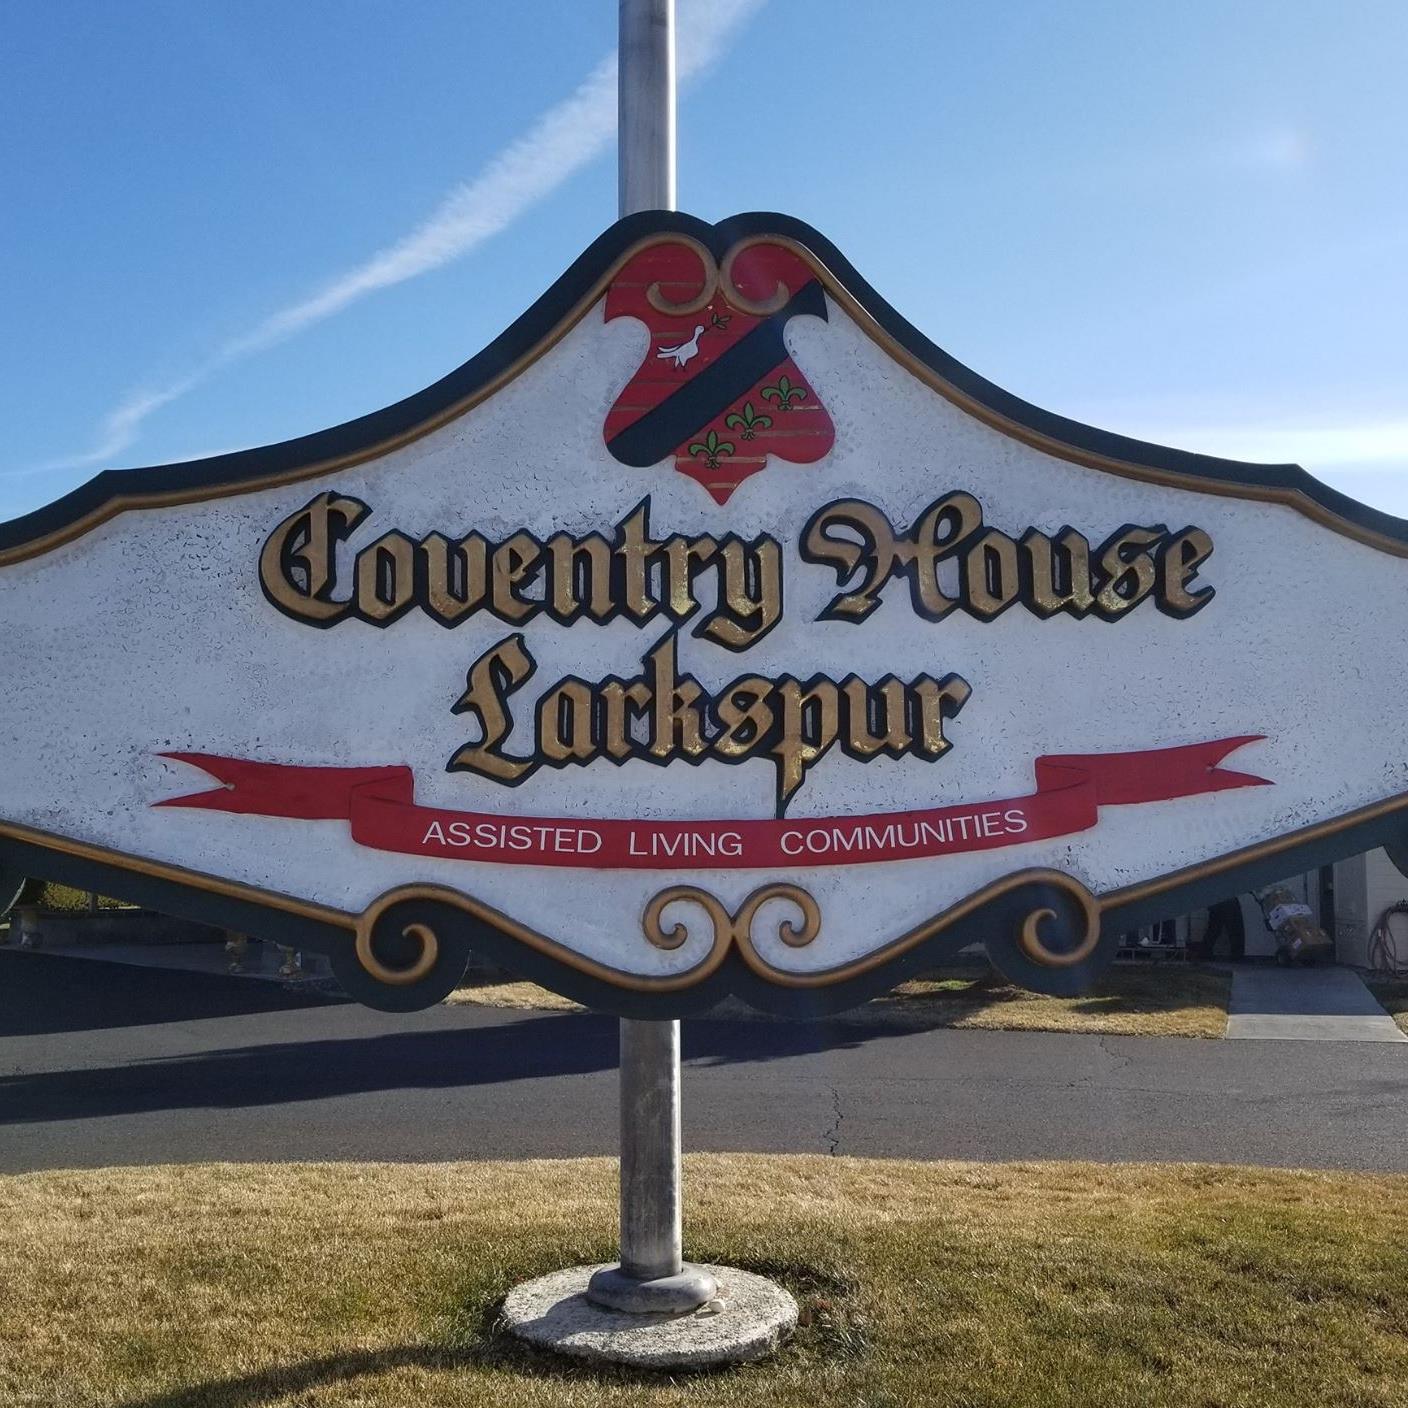 Coventry House
Larkspur
ASSISTED LIVING COMMUNITIES